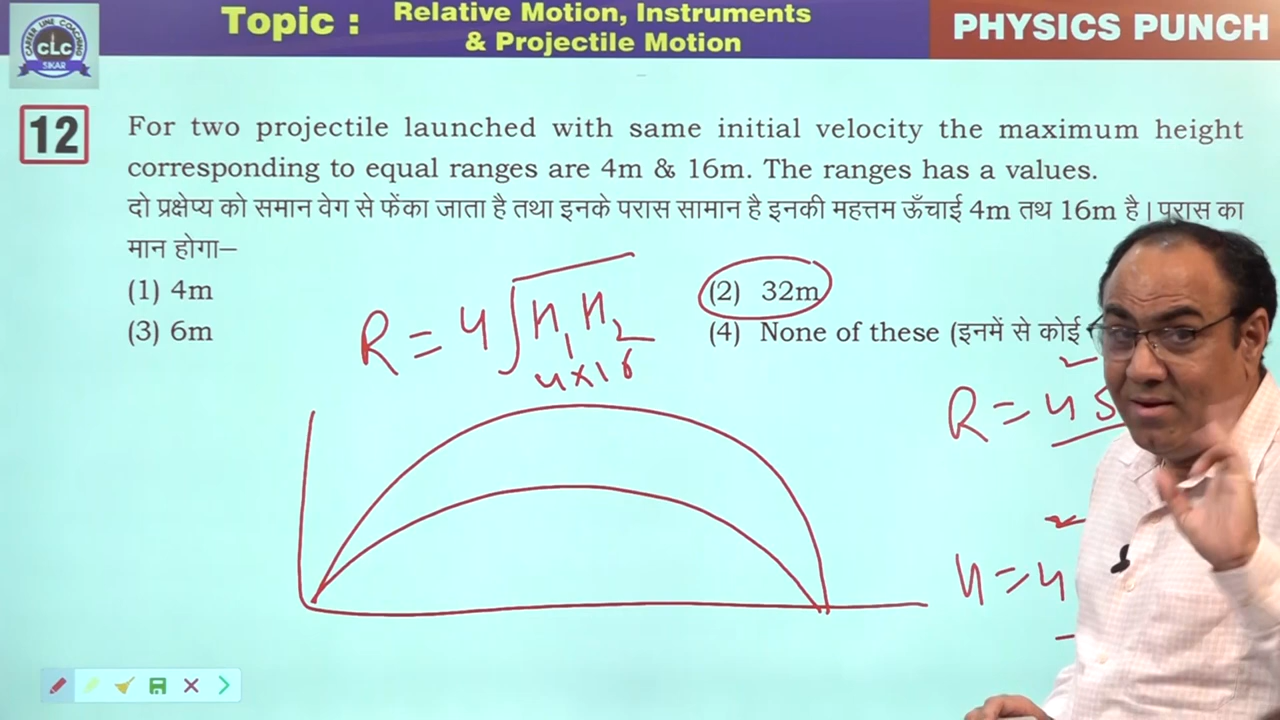 Topic : Relative Motion, Instruments
& Projectile Motion
PHYSICS PUNCH
CAREER LINE COACHING
CLC
SIKAR
12
For two projectile launched with same initial velocity the maximum height
corresponding to equal ranges are 4m & 16m. The ranges has a values.
दो प्रक्षेप्य को समान वेग से फेंका जाता है तथा इनके परास सामान है इनकी महत्तम ऊँचाई 4m तथ 16m है। परास का
मान होगा–
(1) 4m
(2) 32m
(3) 6m
(4) None of these (इनमें से कोई
R = 4√H₁H₂
4×16
R = 4